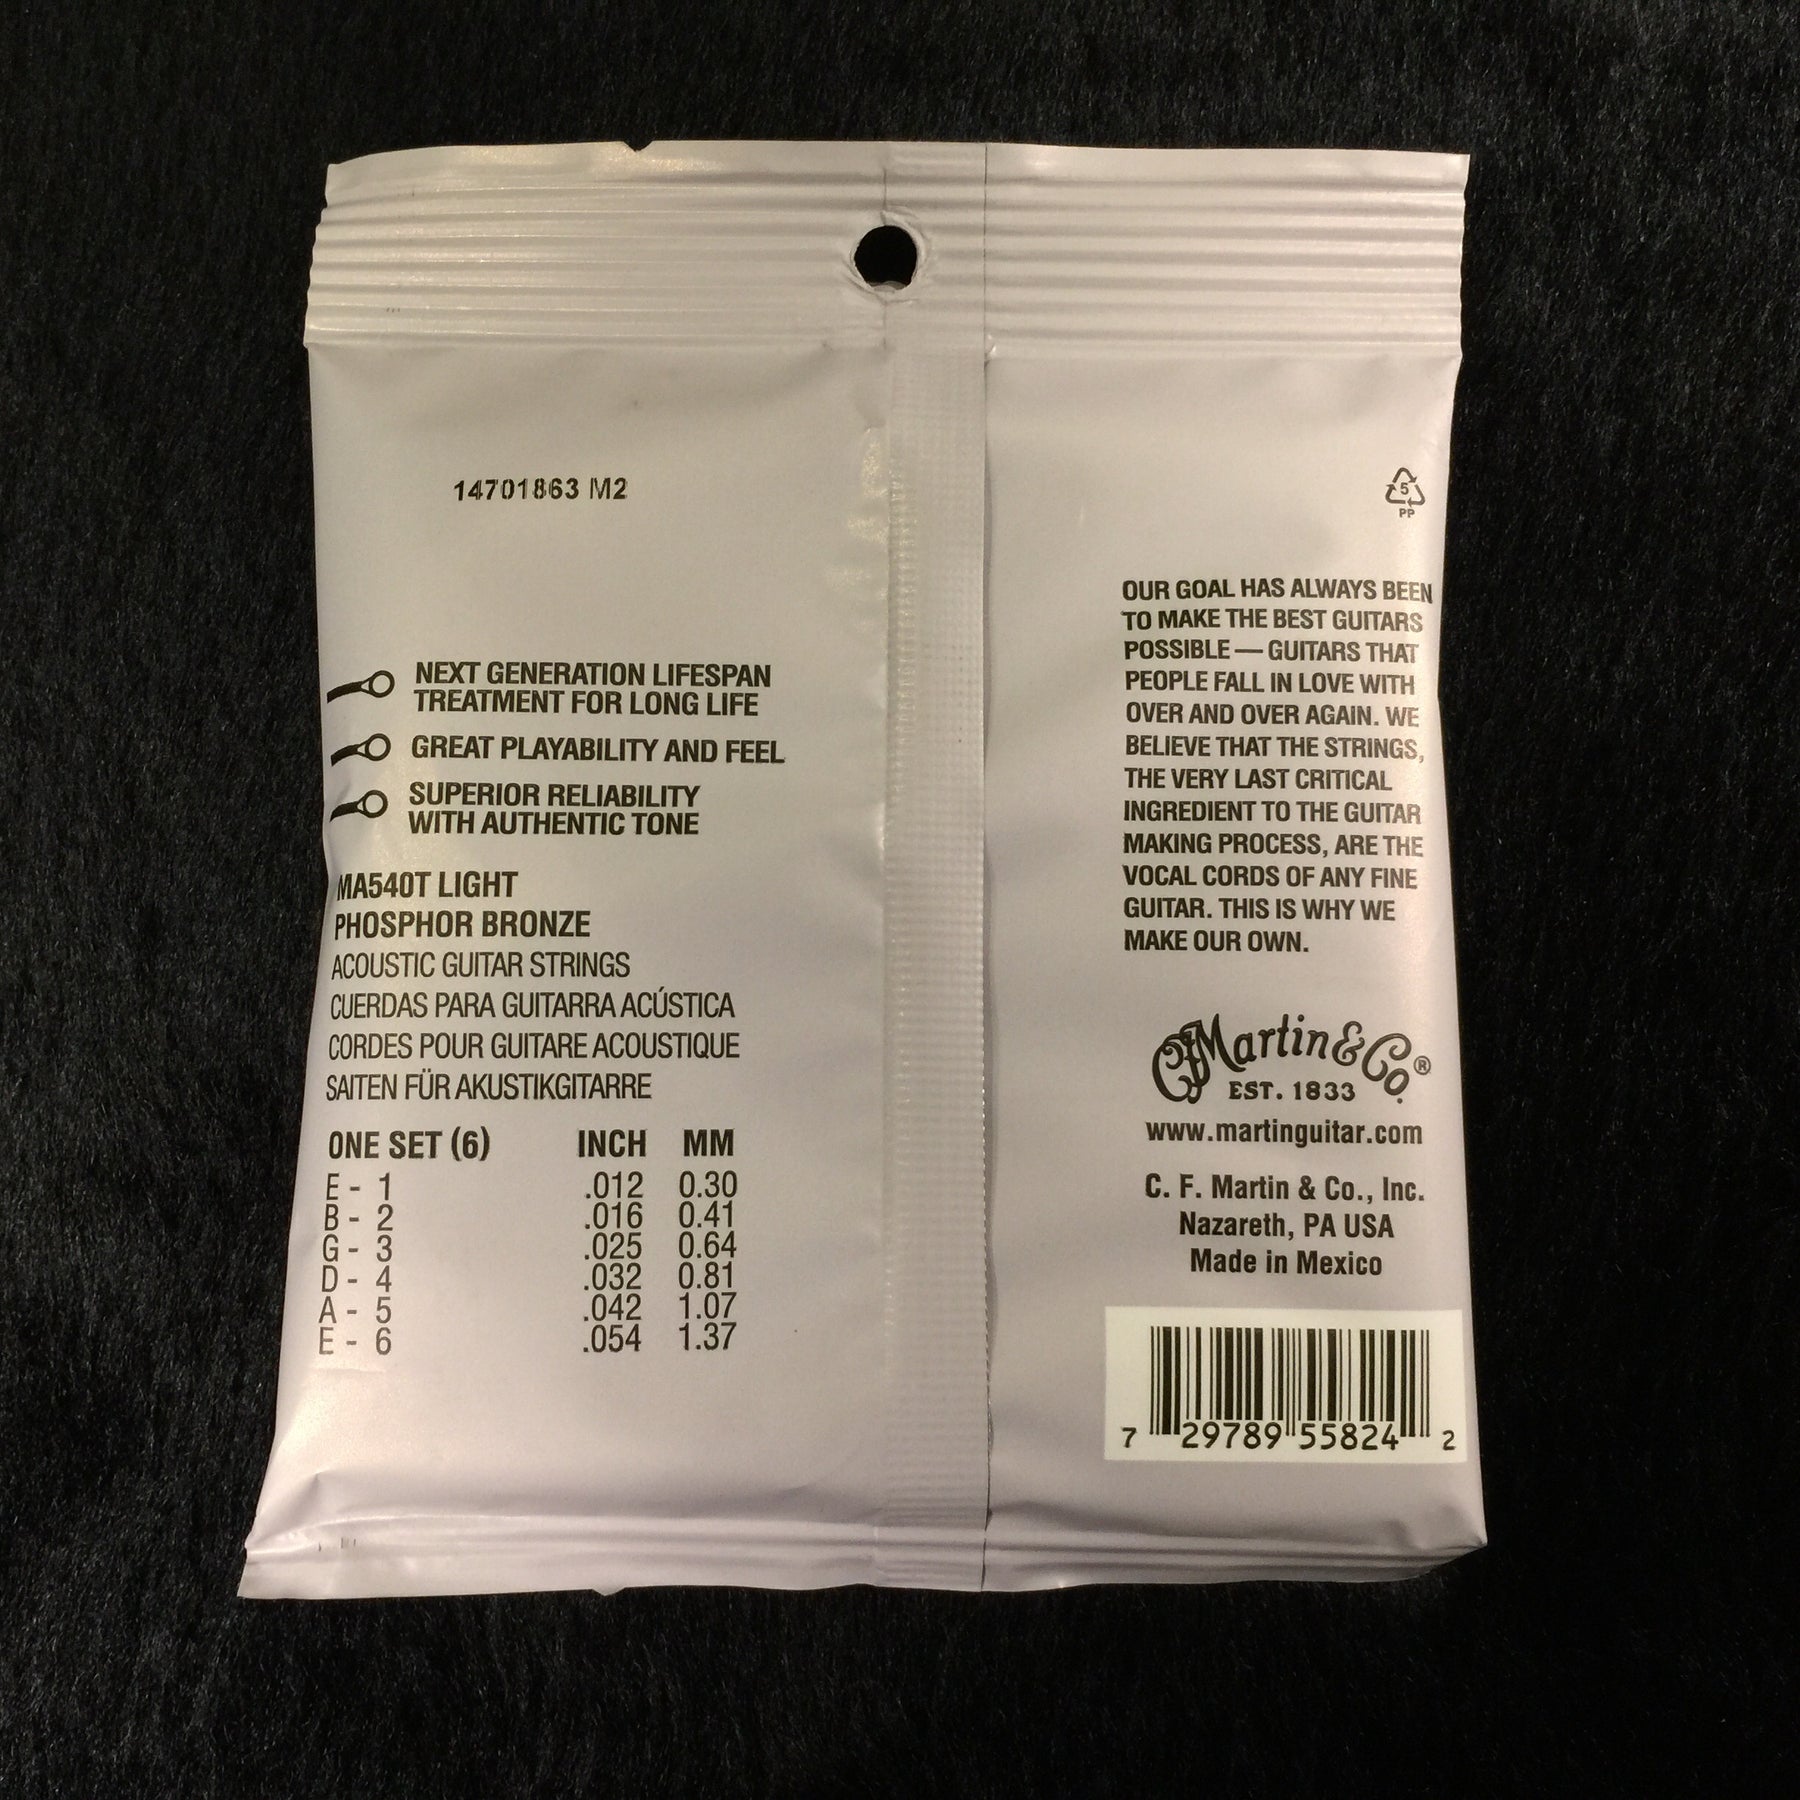 14701863 M2
NEXT GENERATION LIFESPAN
TREATMENT FOR LONG LIFE
GREAT PLAYABILITY AND FEEL
SUPERIOR RELIABILITY
WITH AUTHENTIC TONE
MA540T LIGHT
PHOSPHOR BRONZE
ACOUSTIC GUITAR STRINGS
CUERDAS PARA GUITARRA ACÚSTICA
CORDES POUR GUITARE ACOUSTIQUE
SAITEN FÜR AKUSTIKGITARRE
ONE SET (6) INCH MM
E - 1 .012 0.30
B - 2 .016 0.41
G - 3 .025 0.64
D - 4 .032 0.81
A - 5 .042 1.07
E - 6 .054 1.37
5
PP
OUR GOAL HAS ALWAYS BEEN
TO MAKE THE BEST GUITARS
POSSIBLE — GUITARS THAT
PEOPLE FALL IN LOVE WITH
OVER AND OVER AGAIN. WE
BELIEVE THAT THE STRINGS,
THE VERY LAST CRITICAL
INGREDIENT TO THE GUITAR
MAKING PROCESS, ARE THE
VOCAL CORDS OF ANY FINE
GUITAR. THIS IS WHY WE
MAKE OUR OWN.
CF Martin & Co.®
EST. 1833
www.martinguitar.com
C. F. Martin & Co., Inc.
Nazareth, PA USA
Made in Mexico
7 29789 55824 2